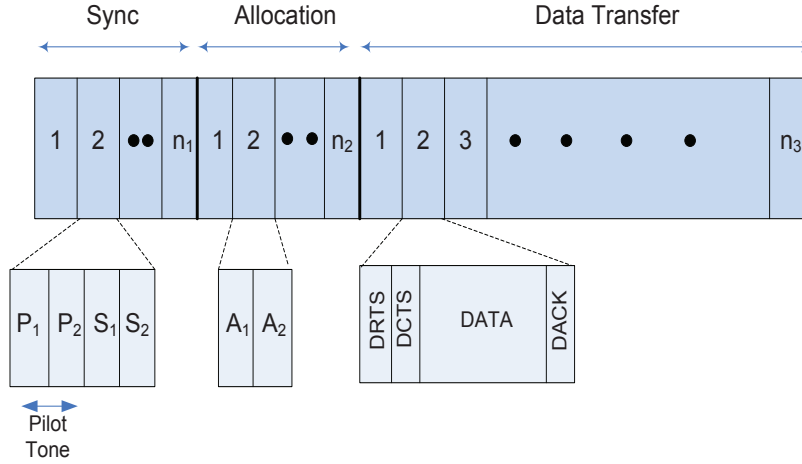 Sync Allocation Data Transfer
1 2 n₁ 1 2 n₂ 1 2 3 n₃
P₁ P₂ S₁ S₂ A₁ A₂ DRTS DCTS DATA DACK
Pilot
Tone